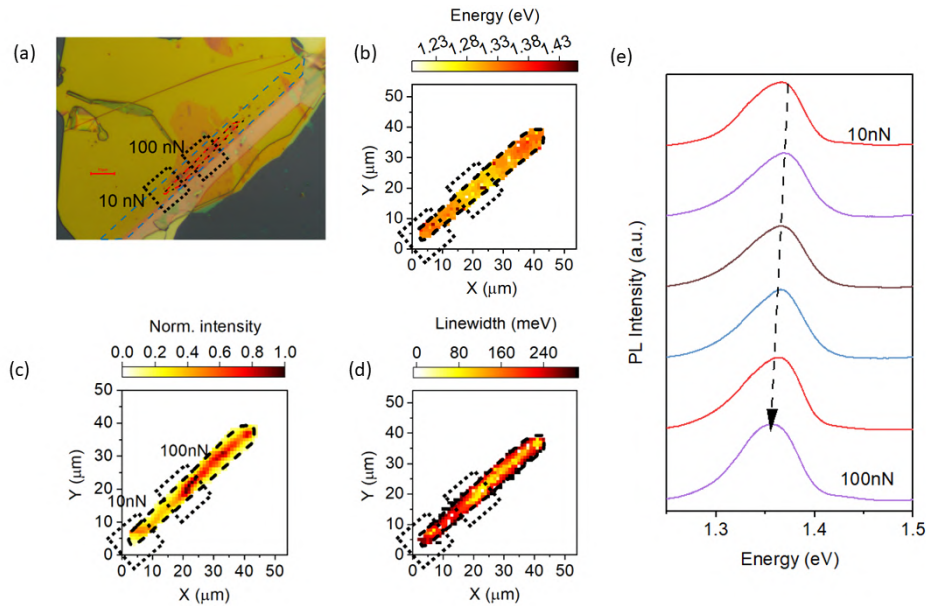 (a)
100 nN
10 nN
(b)
Energy (eV)
1.23 1.28 1.33 1.38 1.43
Y (μm)
50
40
30
20
10
0
0 10 20 30 40 50
X (μm)
(c)
Norm. intensity
0.0 0.2 0.4 0.6 0.8 1.0
Y (μm)
50
40
30
20
10
0
100nN
10nN
0 10 20 30 40 50
X (μm)
(d)
Linewidth (meV)
0 80 160 240
Y (μm)
50
40
30
20
10
0
0 10 20 30 40 50
X (μm)
(e)
PL Intensity (a.u.)
10nN
100nN
1.3 1.4 1.5
Energy (eV)